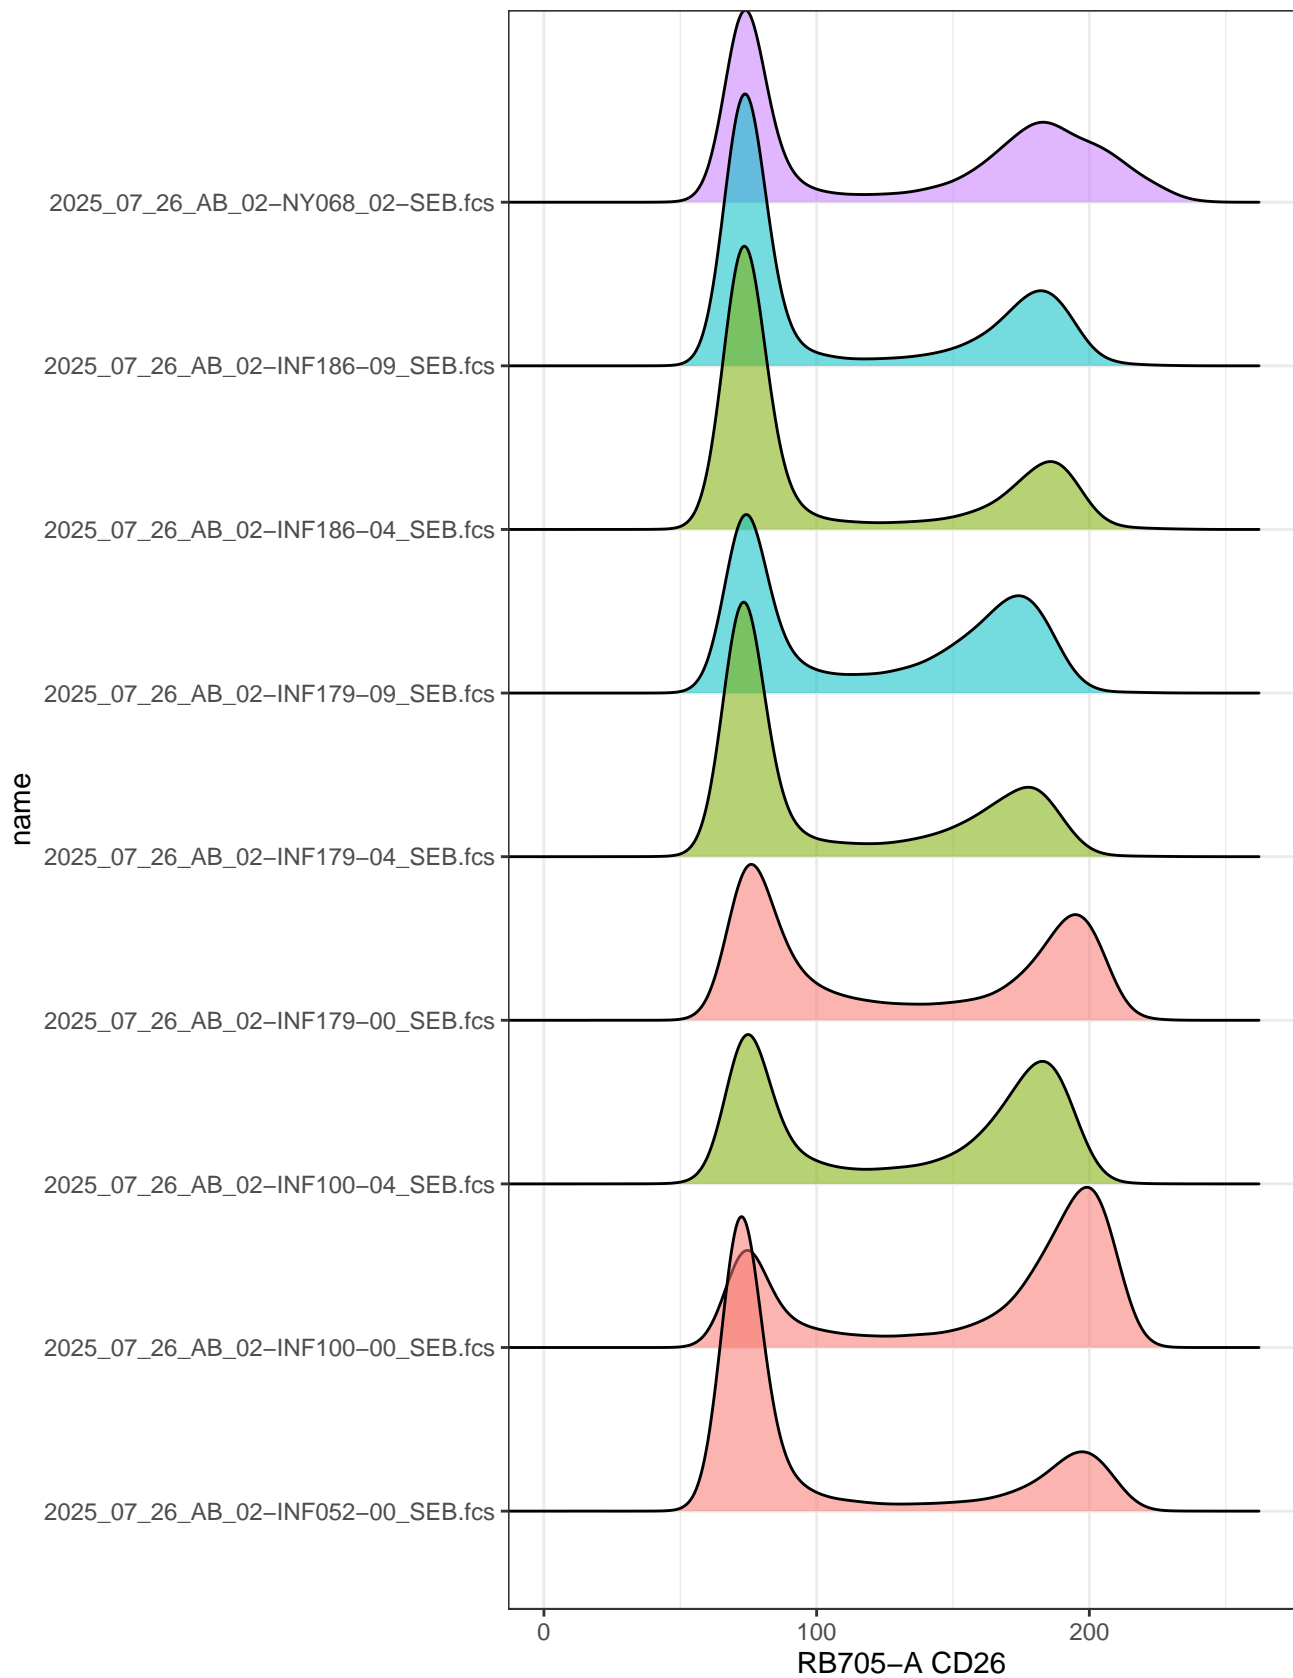 2025_07_26_AB_02−NY068_02−SEB.fcs
2025_07_26_AB_02−INF186−09_SEB.fcs
2025_07_26_AB_02−INF186−04_SEB.fcs
2025_07_26_AB_02−INF179−09_SEB.fcs
name
2025_07_26_AB_02−INF179−04_SEB.fcs
2025_07_26_AB_02−INF179−00_SEB.fcs
2025_07_26_AB_02−INF100−04_SEB.fcs
2025_07_26_AB_02−INF100−00_SEB.fcs
2025_07_26_AB_02−INF052−00_SEB.fcs
0 100 200
RB705−A CD26